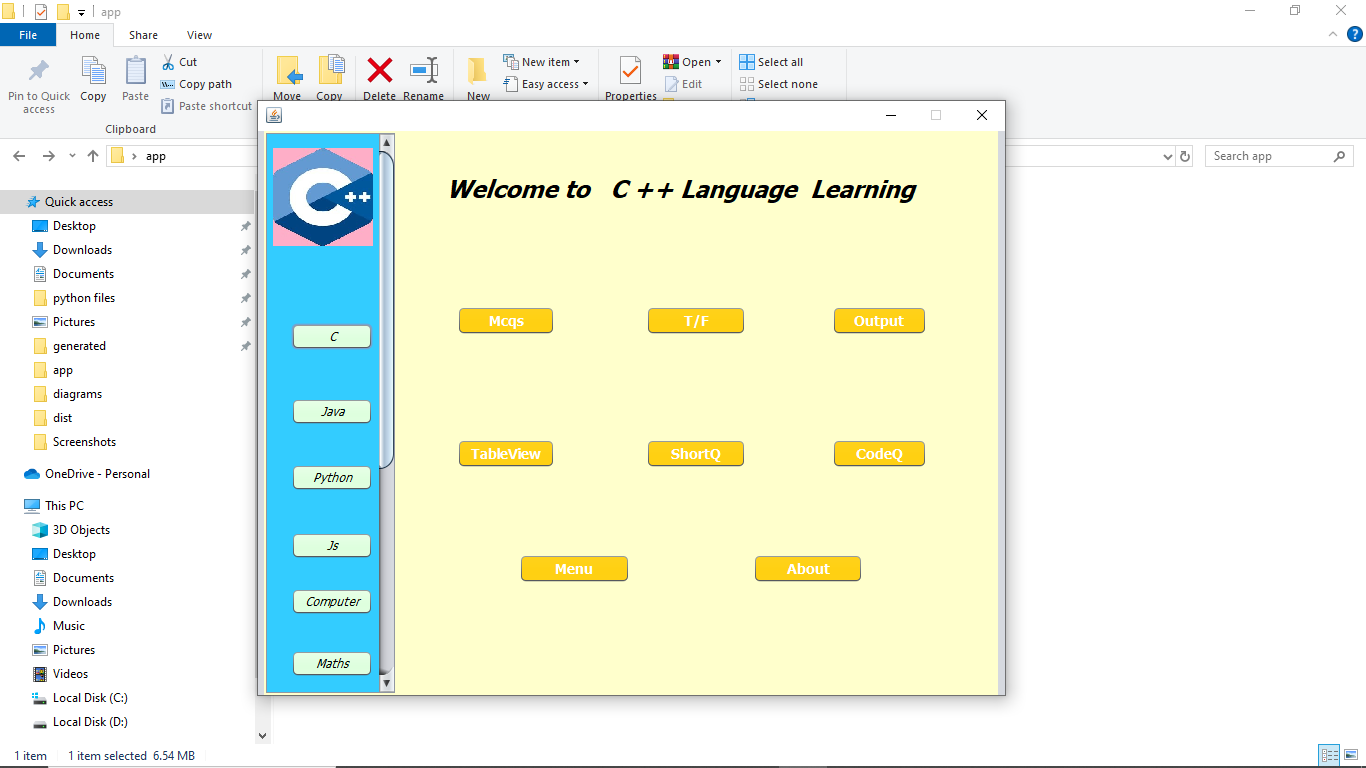 app
File Home Share View
Pin to Quick access
Copy
Paste
Cut
Copy path
Paste shortcut
Clipboard
Move
Copy
Delete
Rename
New
New item
Easy access
Properties
Open
Edit
Select all
Select none
app
Search app
Quick access
Desktop
Downloads
Documents
python files
Pictures
generated
app
diagrams
dist
Screenshots
OneDrive - Personal
This PC
3D Objects
Desktop
Documents
Downloads
Music
Pictures
Videos
Local Disk (C:)
Local Disk (D:)
1 item 1 item selected 6.54 MB
C++
C
Java
Python
Js
Computer
Maths
Welcome to C ++ Language Learning
Mcqs T/F Output
TableView ShortQ CodeQ
Menu About